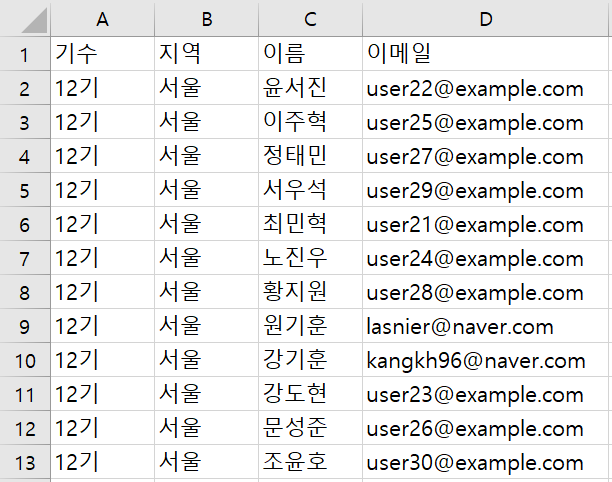 A B C D
1 기수 지역 이름 이메일
2 12기 서울 윤서진 user22@example.com
3 12기 서울 이주혁 user25@example.com
4 12기 서울 정태민 user27@example.com
5 12기 서울 서우석 user29@example.com
6 12기 서울 최민혁 user21@example.com
7 12기 서울 노진우 user24@example.com
8 12기 서울 황지원 user28@example.com
9 12기 서울 원기훈 lasnier@naver.com
10 12기 서울 강기훈 kangkh96@naver.com
11 12기 서울 강도현 user23@example.com
12 12기 서울 문성준 user26@example.com
13 12기 서울 조윤호 user30@example.com